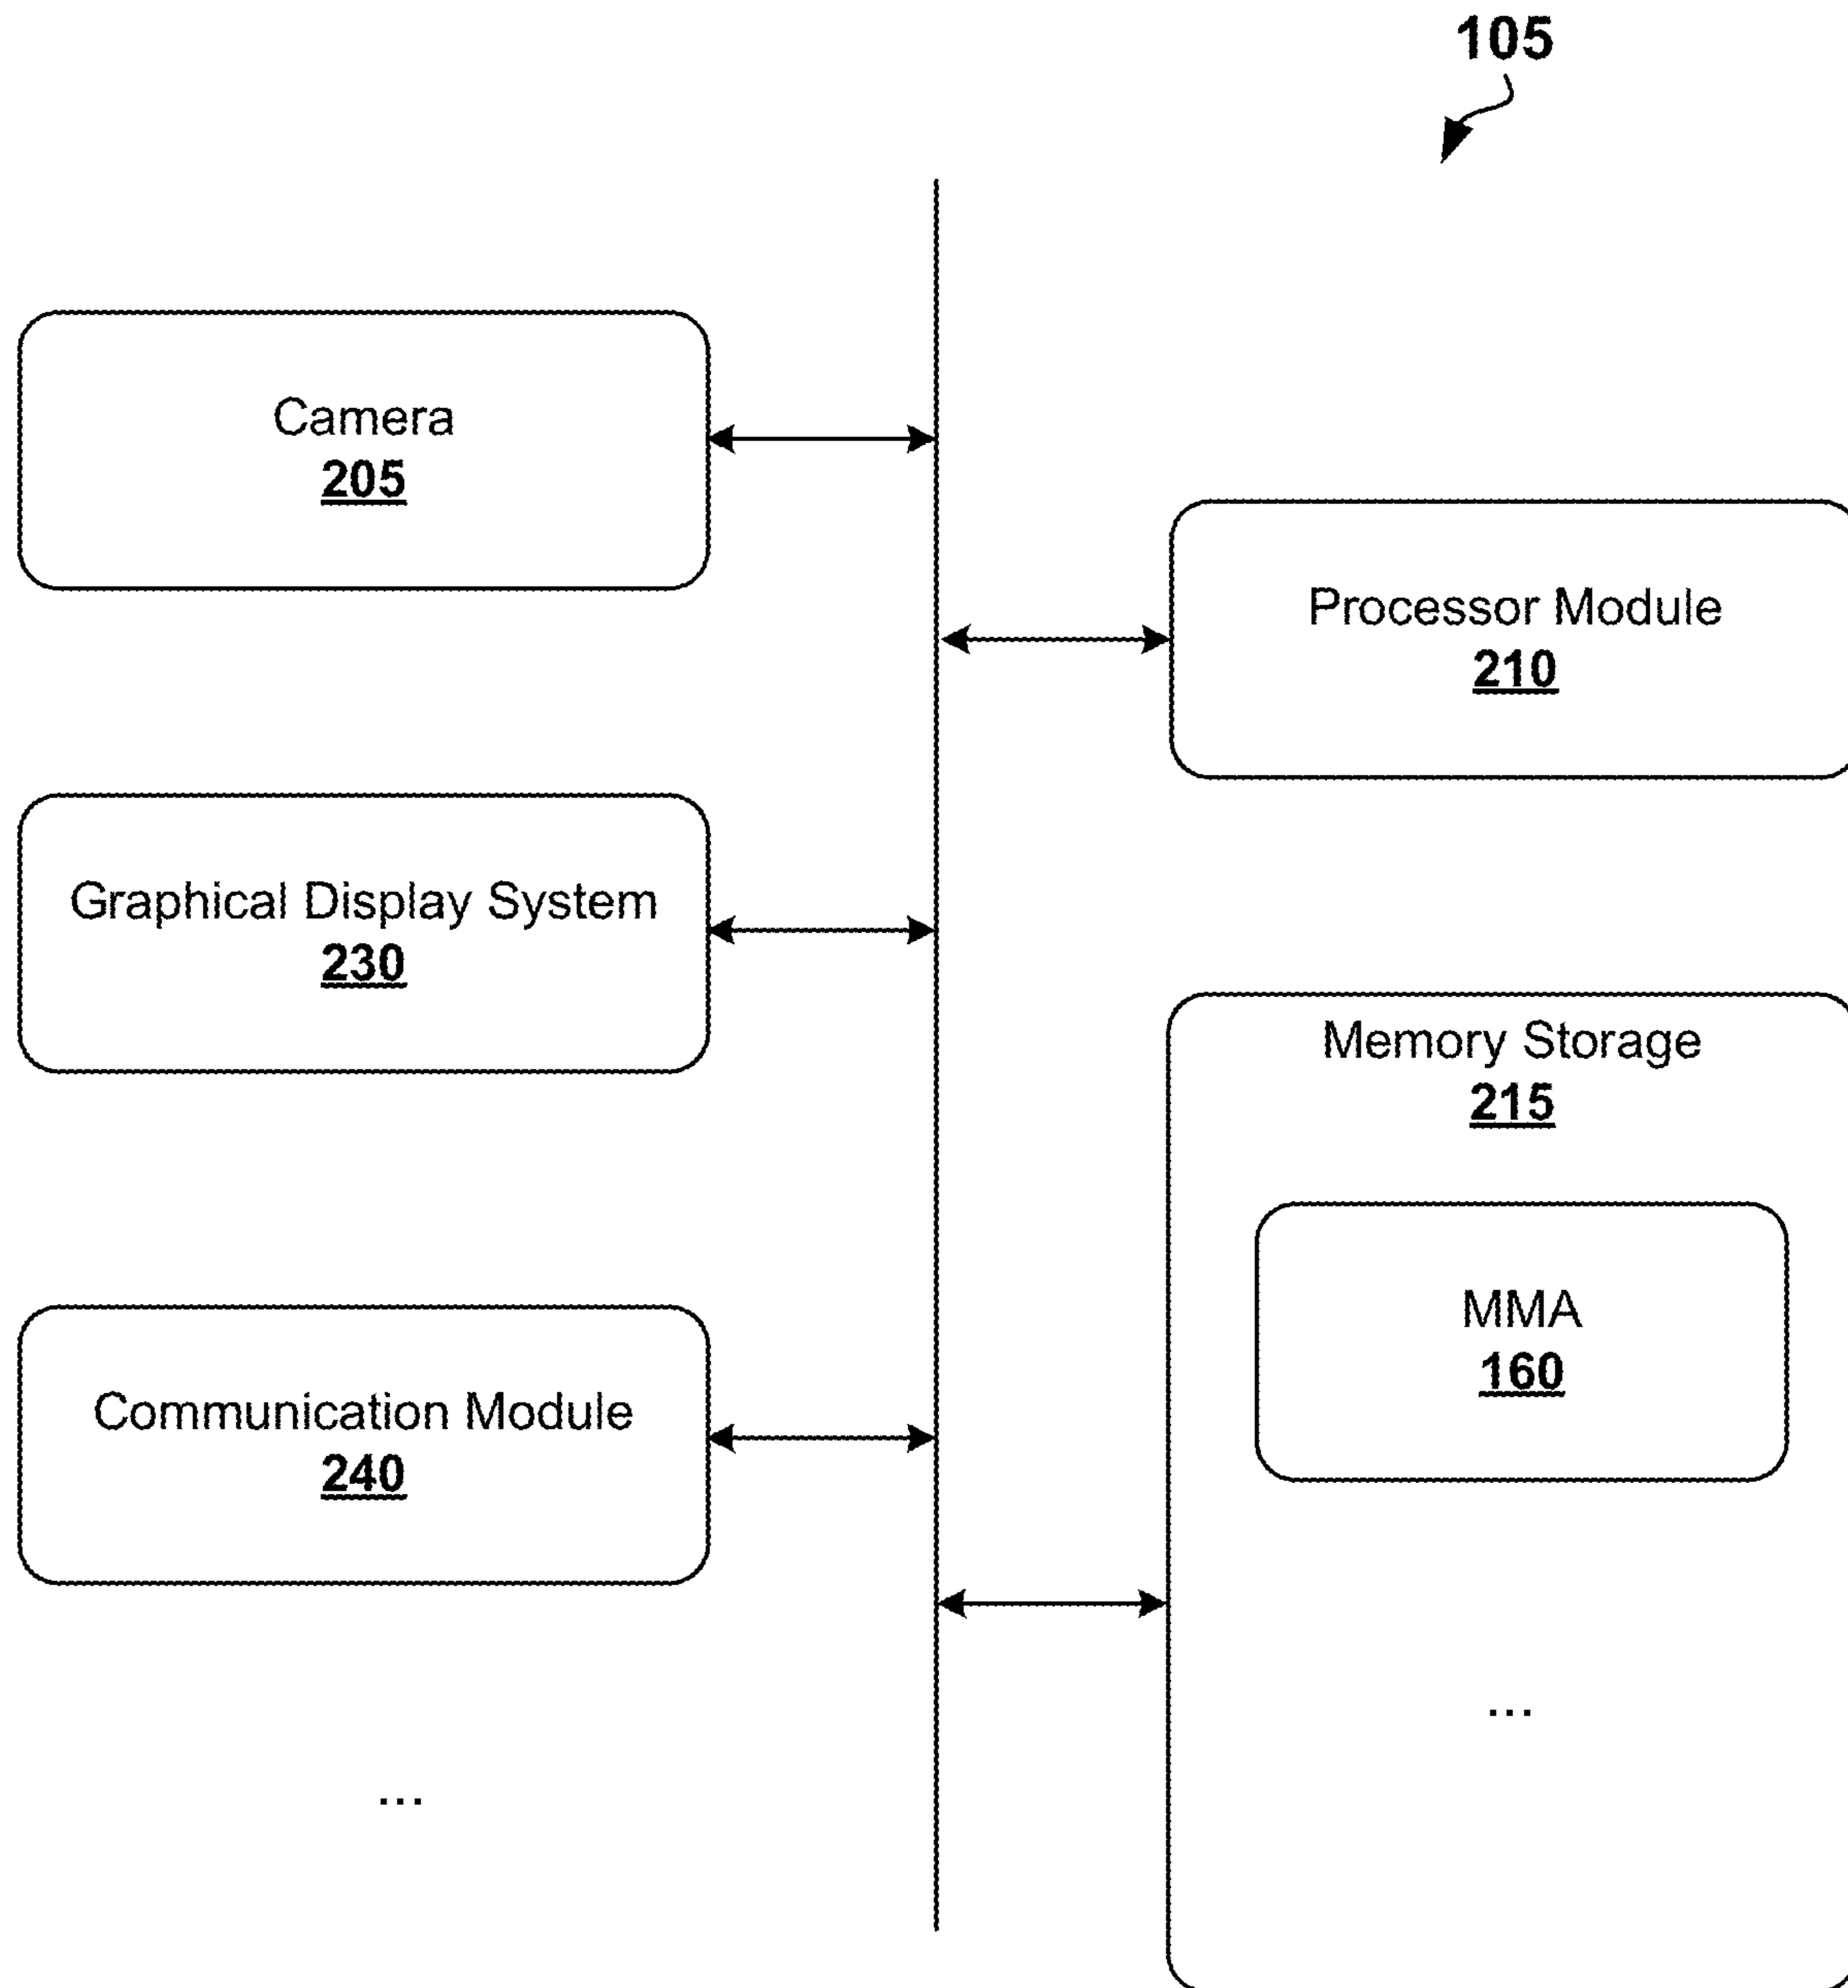 105
Camera
205
Processor Module
210
Graphical Display System
230
Memory Storage
215
MMA
160
Communication Module
240
...
...